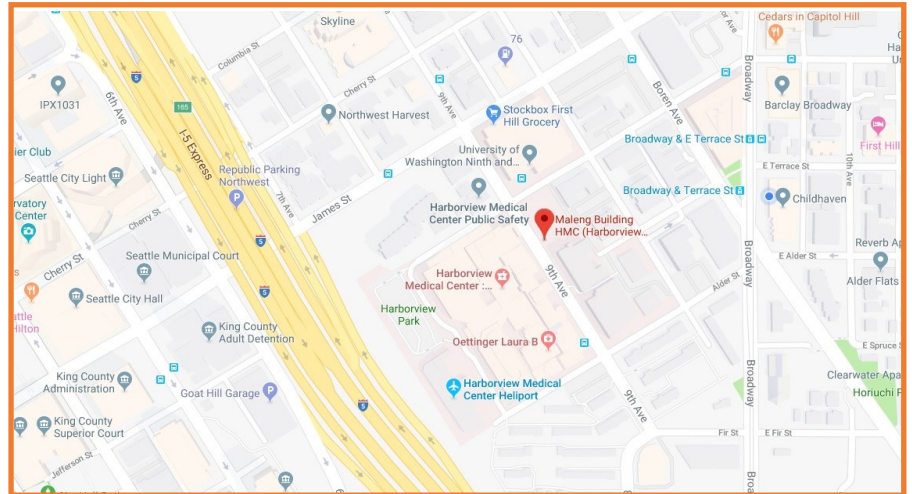 Skyline
Cedars in Capitol Hill
76
Columbia St
5
Cherry St
9th Ave
Boren Ave
Broadway
IPX1031
6th Ave
165
I-5 Express
Northwest Harvest
Stockbox First
Hill Grocery
Barclay Broadway
Broadway & E Terrace St
First Hill
University of
Washington Ninth and...
E Terrace St
10th Ave
Seattle City Light
Republic Parking
Northwest
7th Ave
James St
Harborview Medical
Center Public Safety
Broadway & Terrace St
Childhaven
Cherry St
Maleng Building
HMC (Harborview...
5
Reverb Ap
Broadway
E Alder St
Alder Flats
Cherry St
Seattle Municipal Court
Harborview
Medical Center :...
9th Ave
Alder St
5
Seattle City Hall
Harborview
Park
King County
Adult Detention
Oettinger Laura B
E Spruce S
King County
Administration
Goat Hill Garage
Harborview Medical
Center Heliport
Clearwater Apa
Horiuchi P
Broadway
9th Ave
5
King County
Superior Court
Fir St
E Fir St
Jefferson St